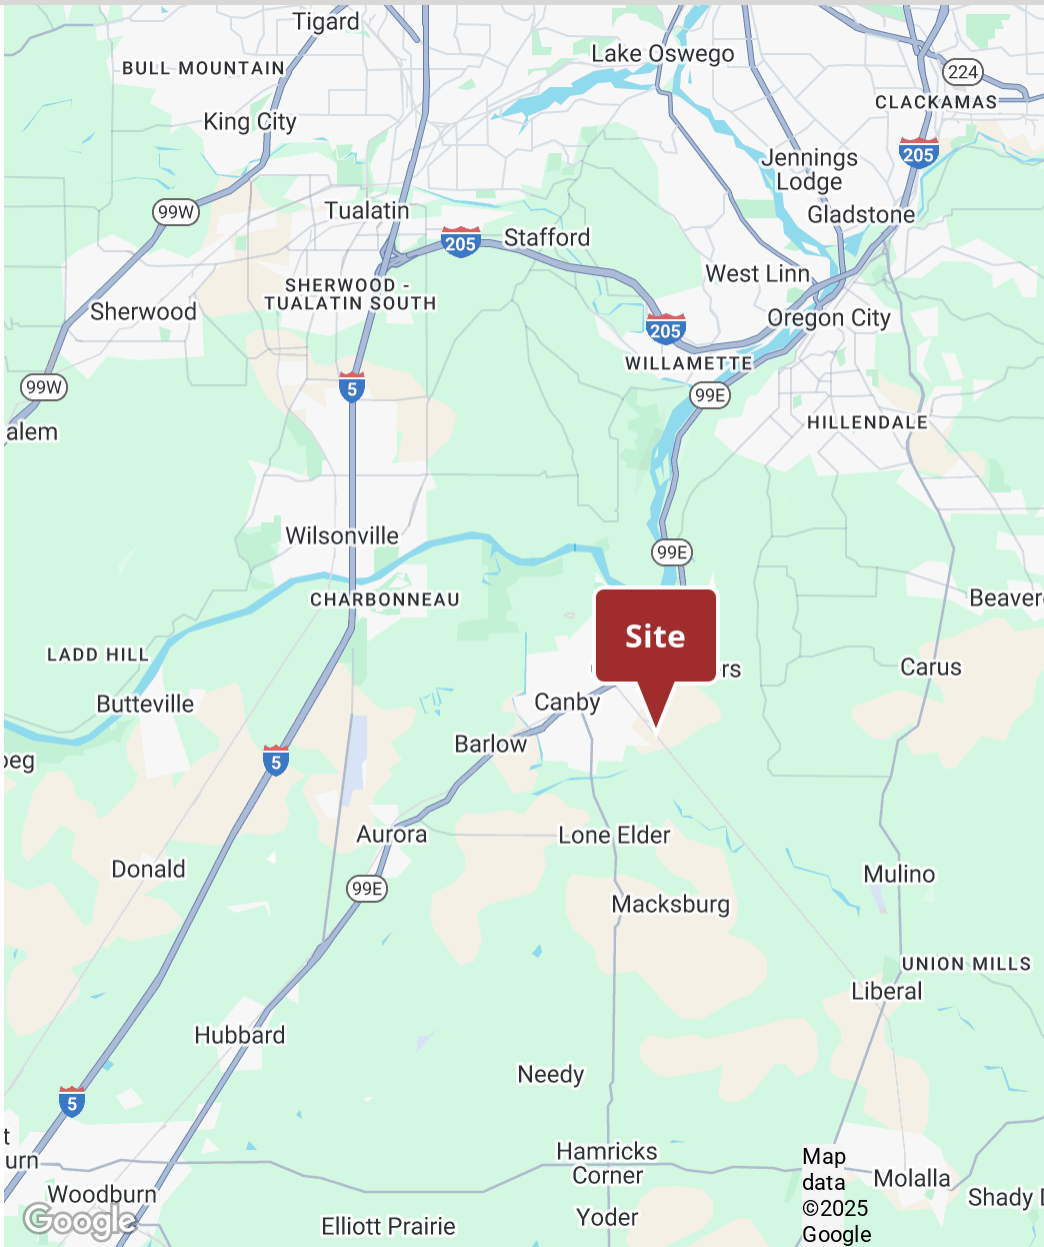 Tigard
Lake Oswego
BULL MOUNTAIN
224
CLACKAMAS
King City
205
Jennings
Lodge
99W
Tualatin
Gladstone
205
Stafford
West Linn
SHERWOOD -
TUALATIN SOUTH
Sherwood
205
Oregon City
WILLAMETTE
99W
5
99E
alem
HILLENDALE
Wilsonville
99E
CHARBONNEAU
Beaver
Site
LADD HILL
rs
Carus
Butteville
Canby
Barlow
5
eg
Aurora
Lone Elder
Donald
Mulino
99E
Macksburg
UNION MILLS
Liberal
Hubbard
Needy
5
t
urn
Hamricks
Corner
Map
data
©2025
Google
Molalla
Woodburn
Shady
Google
Elliott Prairie
Yoder